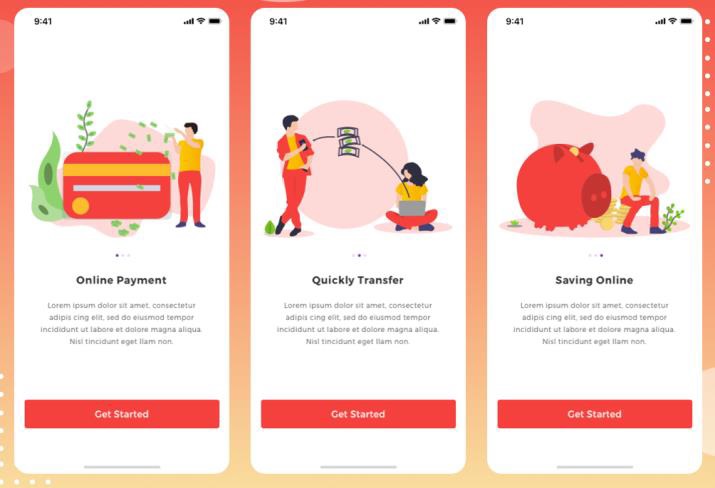 9:41
Online Payment
Lorem ipsum dolor sit amet, consectetur
adipis cing elit, sed do eiusmod tempor
incididunt ut labore et dolore magna aliqua.
Nisl tincidunt eget llam non.
Get Started
9:41
Quickly Transfer
Lorem ipsum dolor sit amet, consectetur
adipis cing elit, sed do eiusmod tempor
incididunt ut labore et dolore magna aliqua.
Nisl tincidunt eget llam non.
Get Started
9:41
Saving Online
Lorem ipsum dolor sit amet, consectetur
adipis cing elit, sed do eiusmod tempor
incididunt ut labore et dolore magna aliqua.
Nisl tincidunt eget llam non.
Get Started